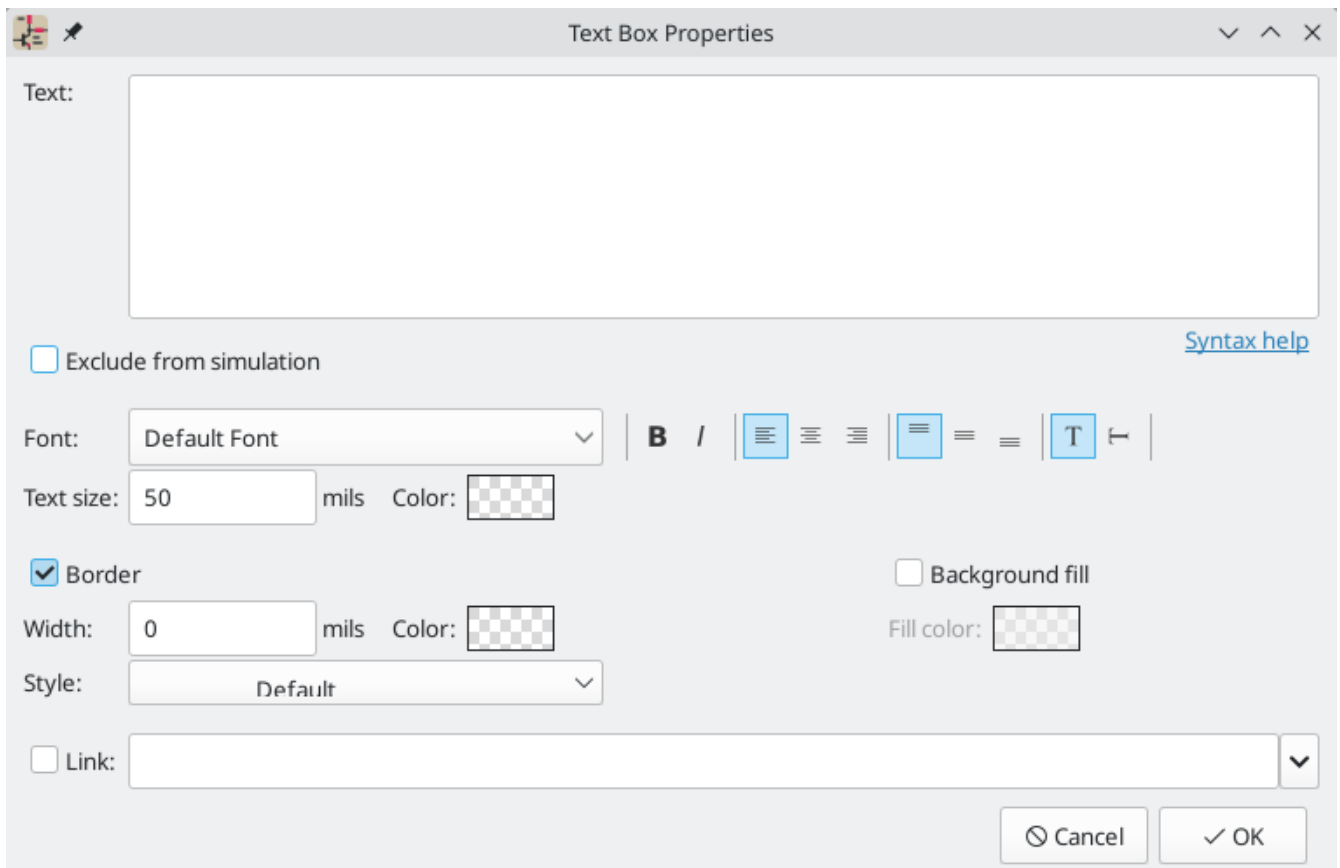 Text Box Properties
Text:
Syntax help
Exclude from simulation
Font: Default Font B I T T
Text size: 50 mils Color:
Border Background fill
Width: 0 mils Color: Fill color:
Style: Default
Link:
Cancel OK